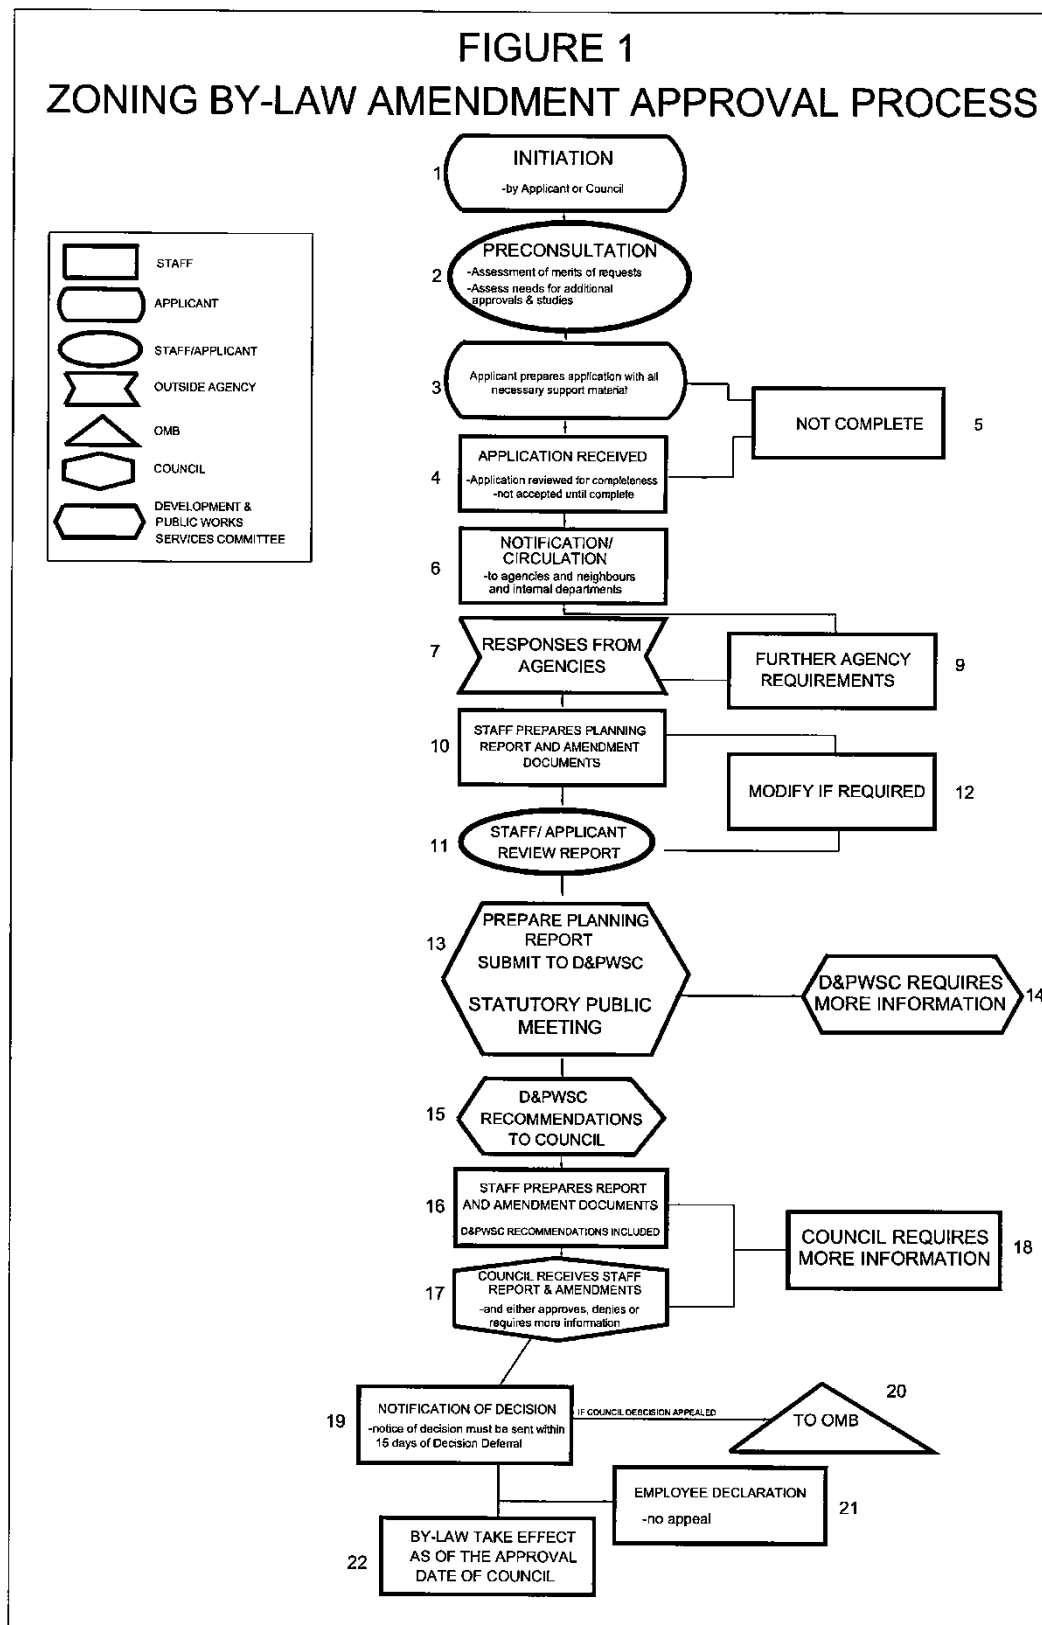 FIGURE 1
ZONING BY-LAW AMENDMENT APPROVAL PROCESS
STAFF
APPLICANT
STAFF/APPLICANT
OUTSIDE AGENCY
OMB
COUNCIL
DEVELOPMENT &
PUBLIC WORKS
SERVICES COMMITTEE
1
INITIATION
-by Applicant or Council
2
PRECONSULTATION
-Assessment of merits of requests
-Assess needs for additional
approvals & studies
3
Applicant prepares application with all
necessary support material
4
APPLICATION RECEIVED
-Application reviewed for completeness
-not accepted until complete
NOT COMPLETE
5
6
NOTIFICATION/
CIRCULATION
-to agencies and neighbours
and internal departments
7
RESPONSES FROM
AGENCIES
FURTHER AGENCY
REQUIREMENTS
9
10
STAFF PREPARES PLANNING
REPORT AND AMENDMENT
DOCUMENTS
11
STAFF/ APPLICANT
REVIEW REPORT
MODIFY IF REQUIRED
12
13
PREPARE PLANNING
REPORT
SUBMIT TO D&PWSC
STATUTORY PUBLIC
MEETING
D&PWSC REQUIRES
MORE INFORMATION
14
15
D&PWSC
RECOMMENDATIONS
TO COUNCIL
16
STAFF PREPARES REPORT
AND AMENDMENT DOCUMENTS
D&PWSC RECOMMENDATIONS INCLUDED
17
COUNCIL RECEIVES STAFF
REPORT & AMENDMENTS
-and either approves, denies or
requires more information
COUNCIL REQUIRES
MORE INFORMATION
18
19
NOTIFICATION OF DECISION
-notice of decision must be sent within
15 days of Decision Deferral
IF COUNCIL DESCISION APPEALED
TO OMB
20
EMPLOYEE DECLARATION
-no appeal
21
22
BY-LAW TAKE EFFECT
AS OF THE APPROVAL
DATE OF COUNCIL